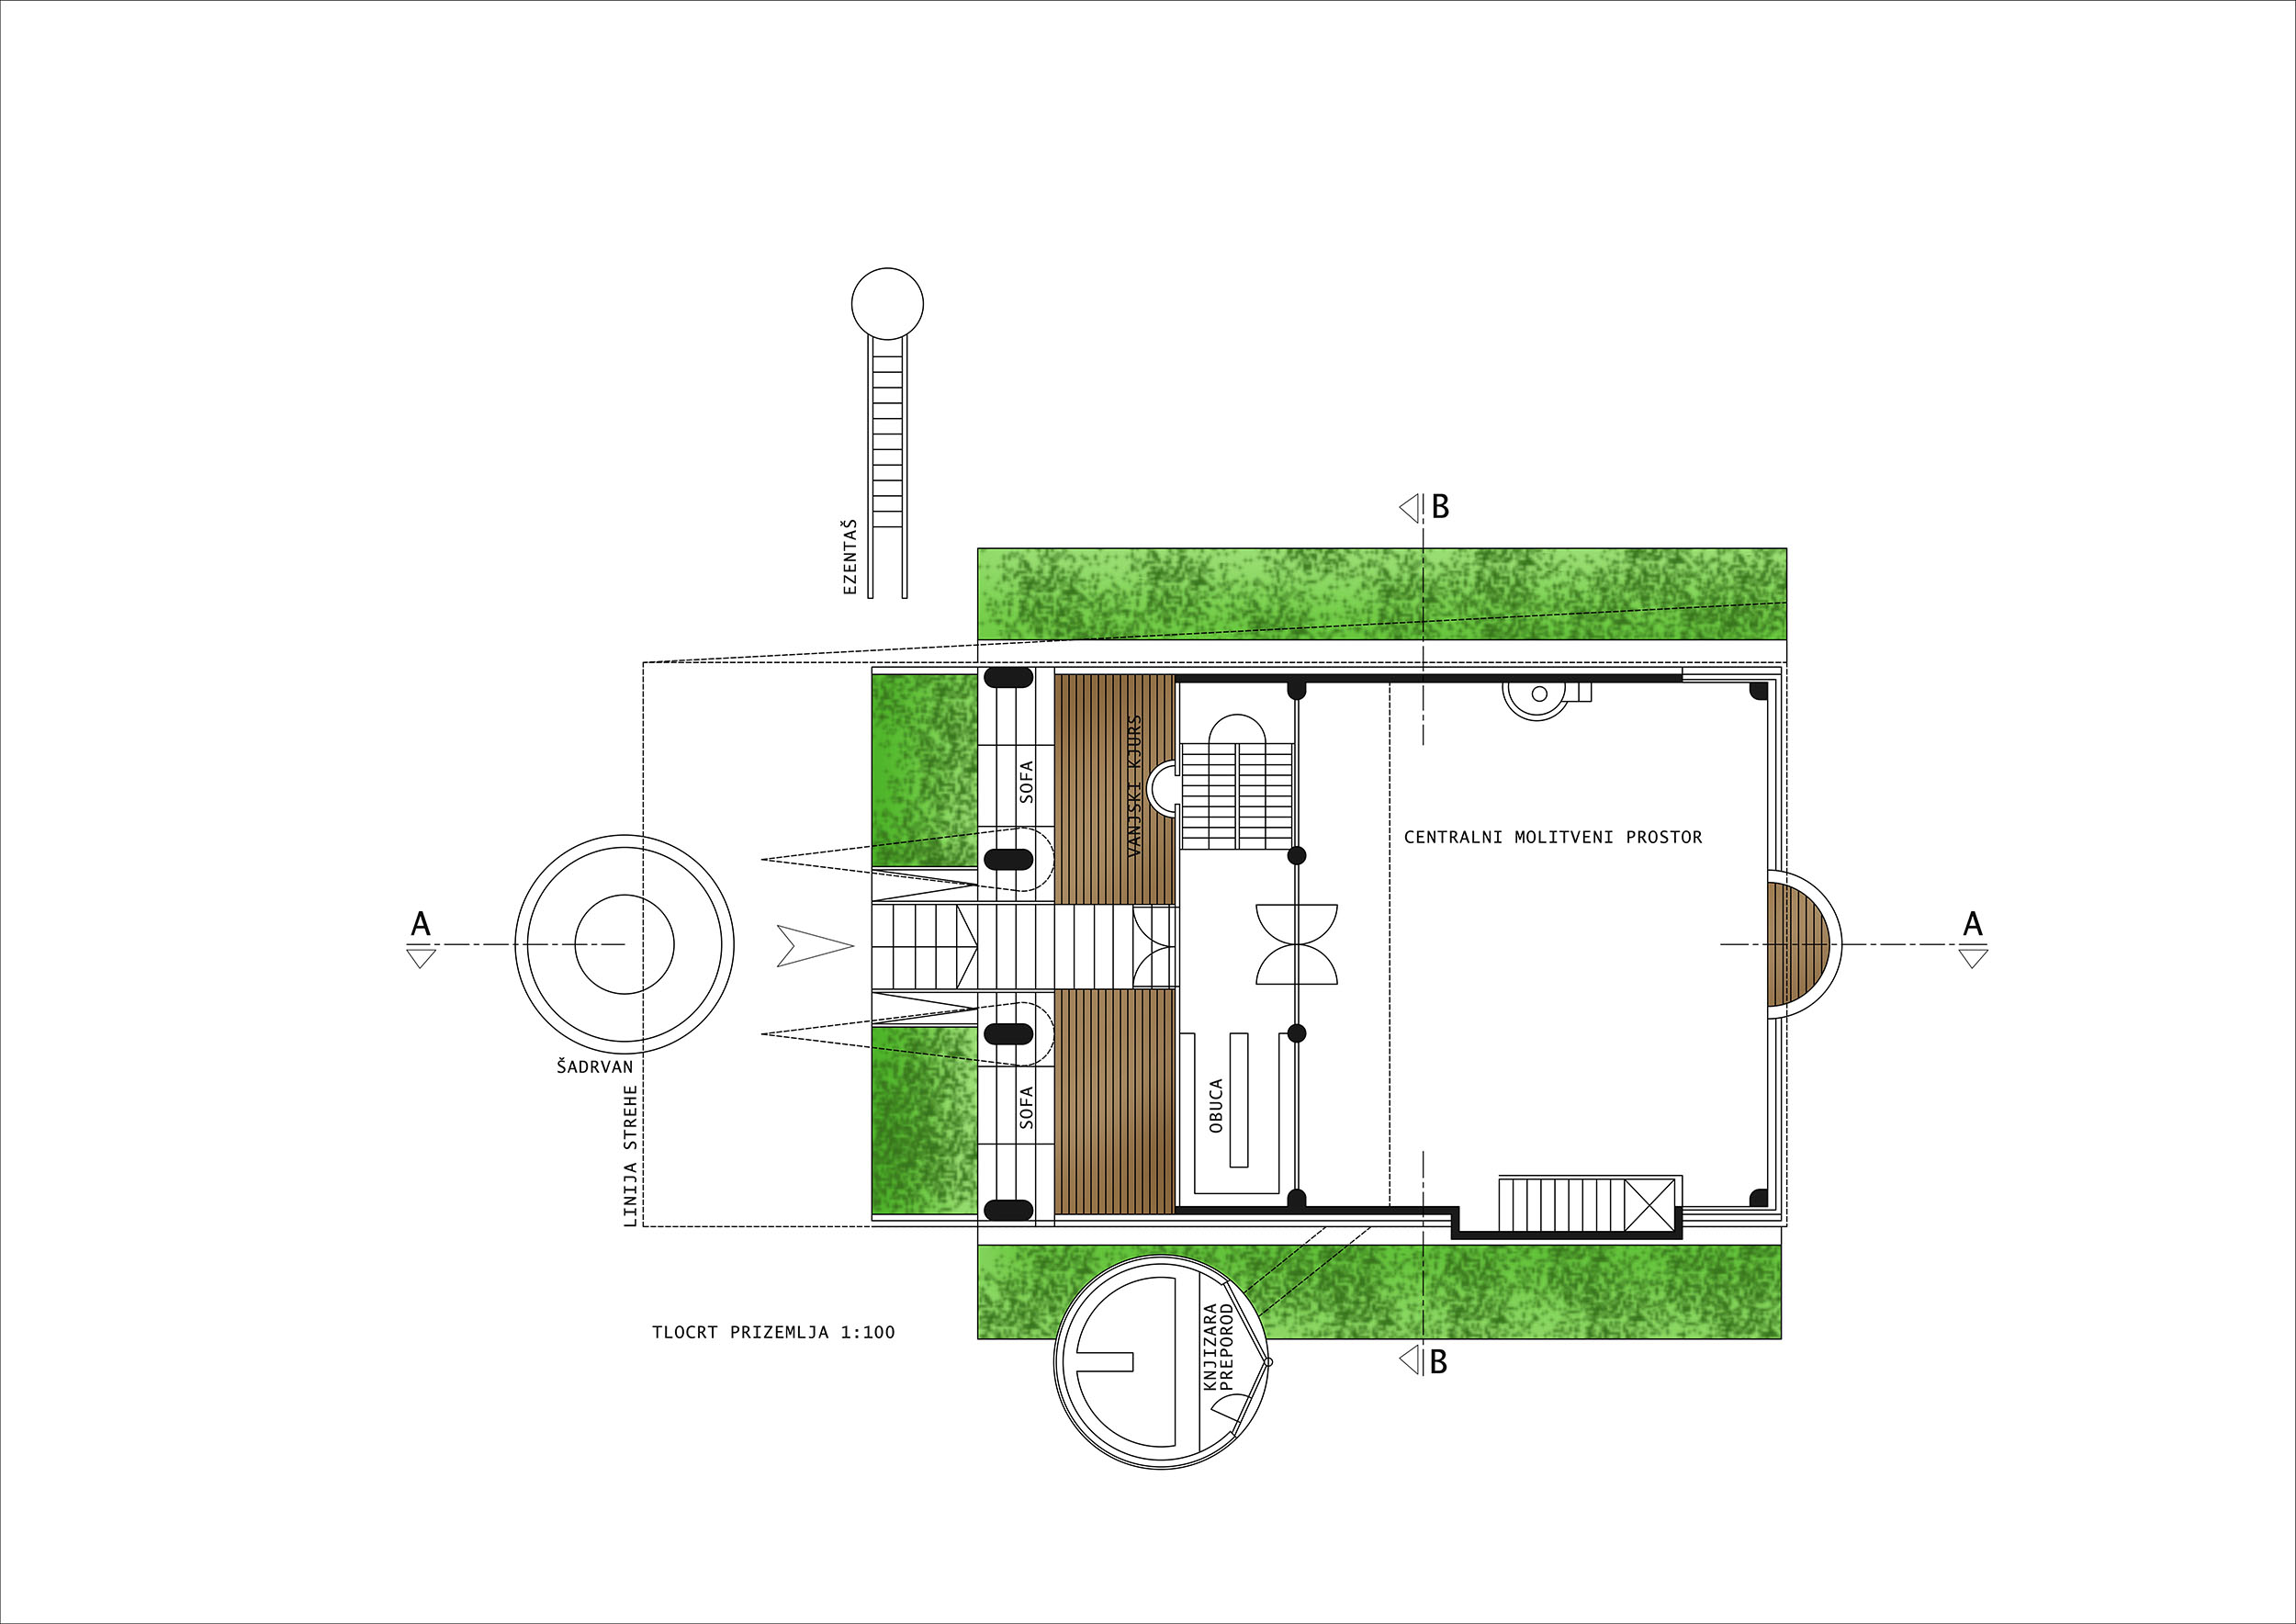 EZENTAŠ
B
VANJSKI KJURS
SOFA
CENTRALNI MOLITVENI PROSTOR
A
A
ŠADRVAN
LINIJA STREHE
SOFA
OBUCA
TLOCRT PRIZEMLJA 1:100
KNJIZARA
PREPOROD
B